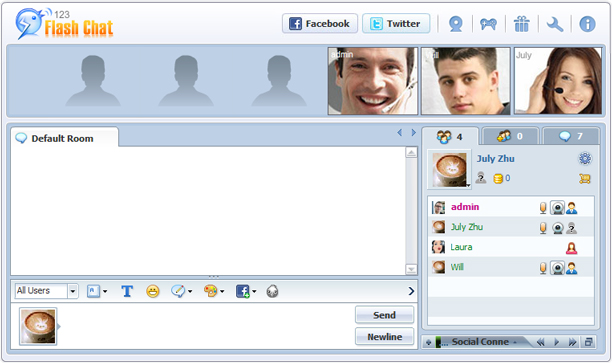 123
Flash Chat
Facebook
Twitter
admin
July
Default Room
4
0
7
July Zhu
0
admin
July Zhu
Laura
Will
All Users
Send
Newline
... Social Conne